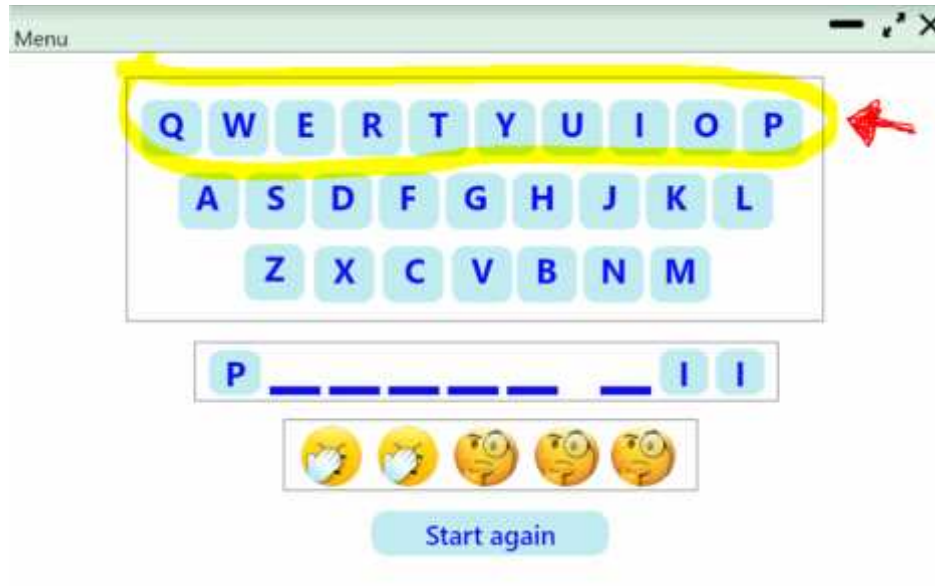 Menu
Q W E R T Y U I O P
A S D F G H J K L
Z X C V B N M
P _ _ _ _ _ _ I I
Start again